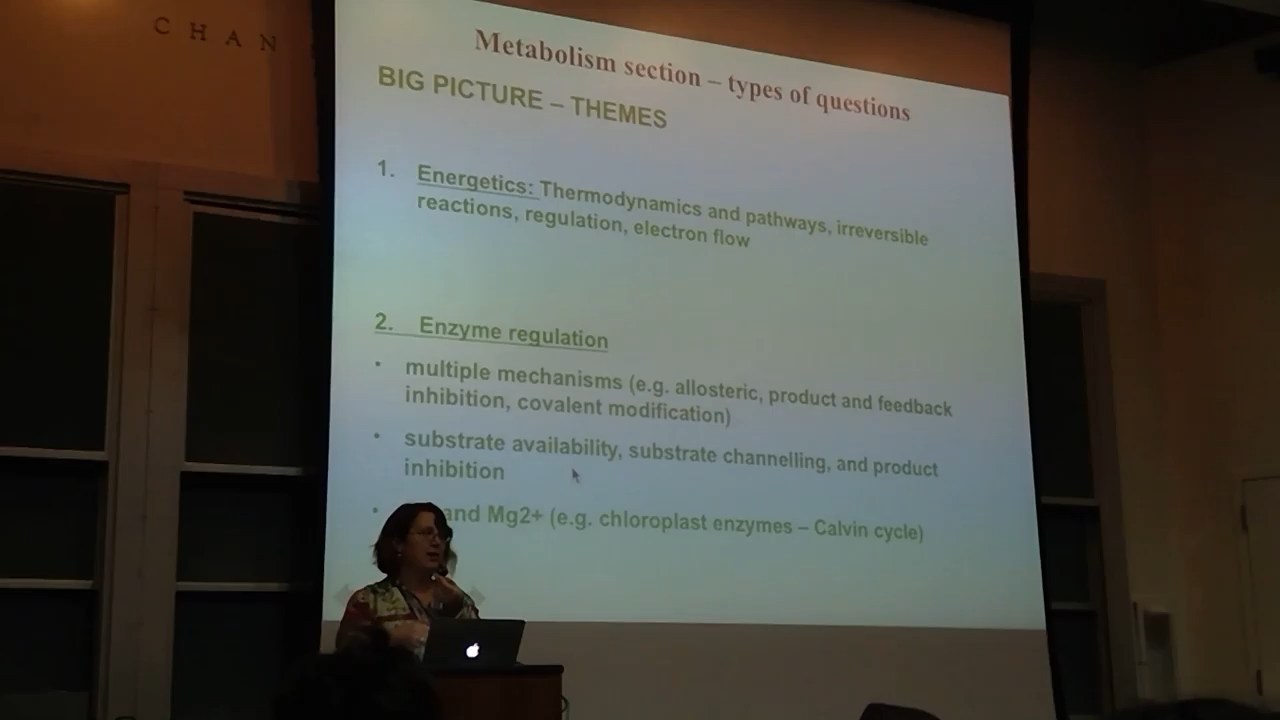 CHAN
Metabolism section – types of questions
BIG PICTURE – THEMES
1. Energetics: Thermodynamics and pathways, irreversible
reactions, regulation, electron flow
2. Enzyme regulation
• multiple mechanisms (e.g. allosteric, product and feedback
inhibition, covalent modification)
• substrate availability, substrate channelling, and product
inhibition
• and Mg2+ (e.g. chloroplast enzymes – Calvin cycle)